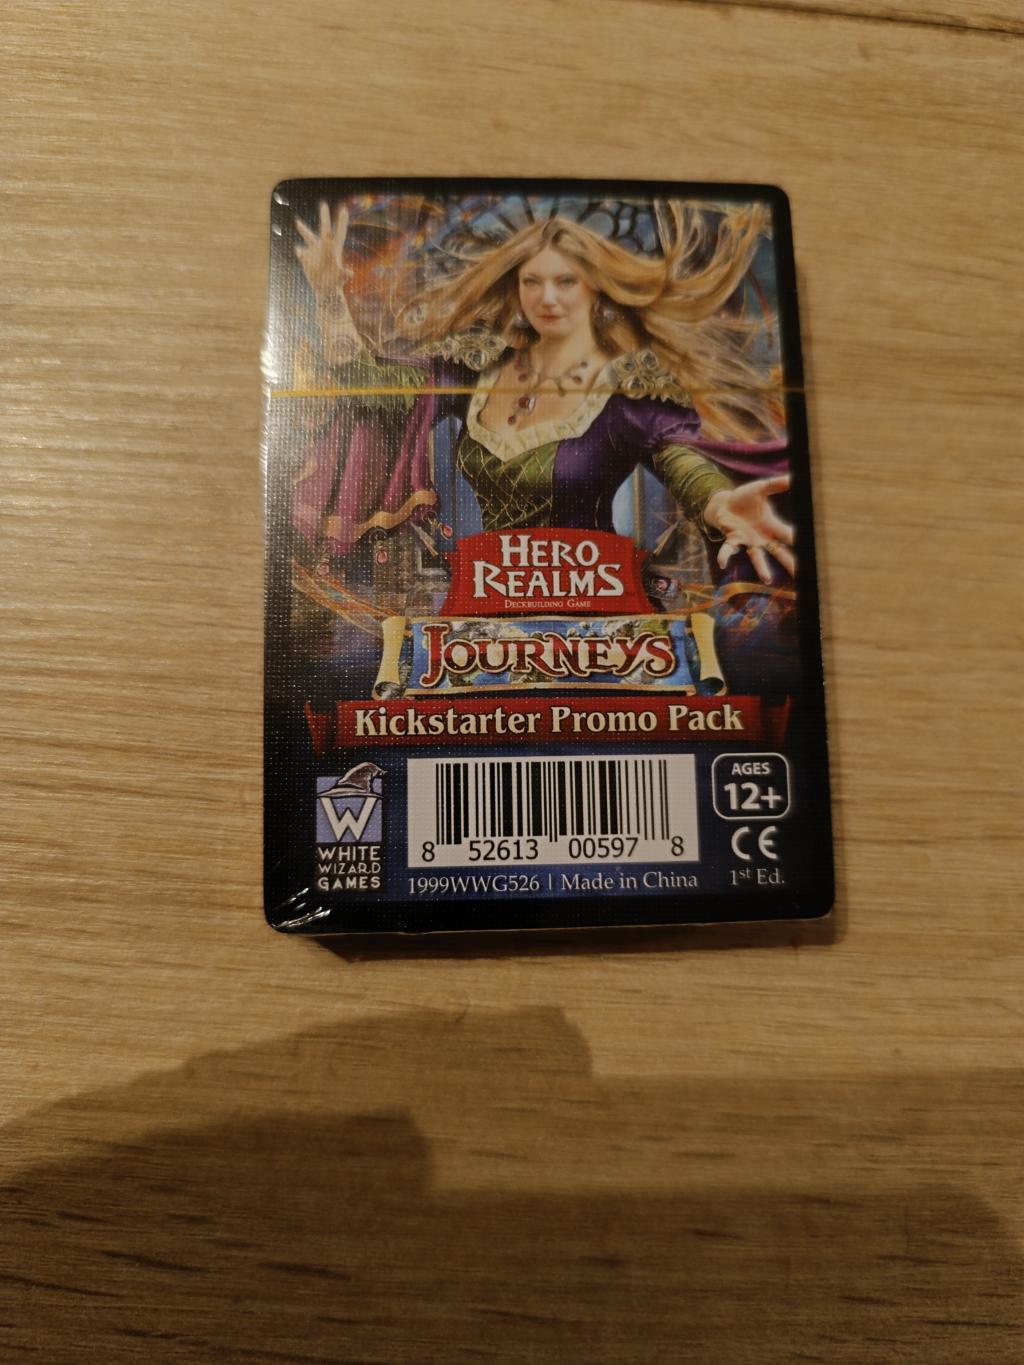 HERO
REALMS
DECKBUILDING GAME
JOURNEYS
Kickstarter Promo Pack
W
WHITE
WIZARD
GAMES
8 52613 00597 8
1999WWG526 | Made in China
AGES
12+
CE
1st Ed.